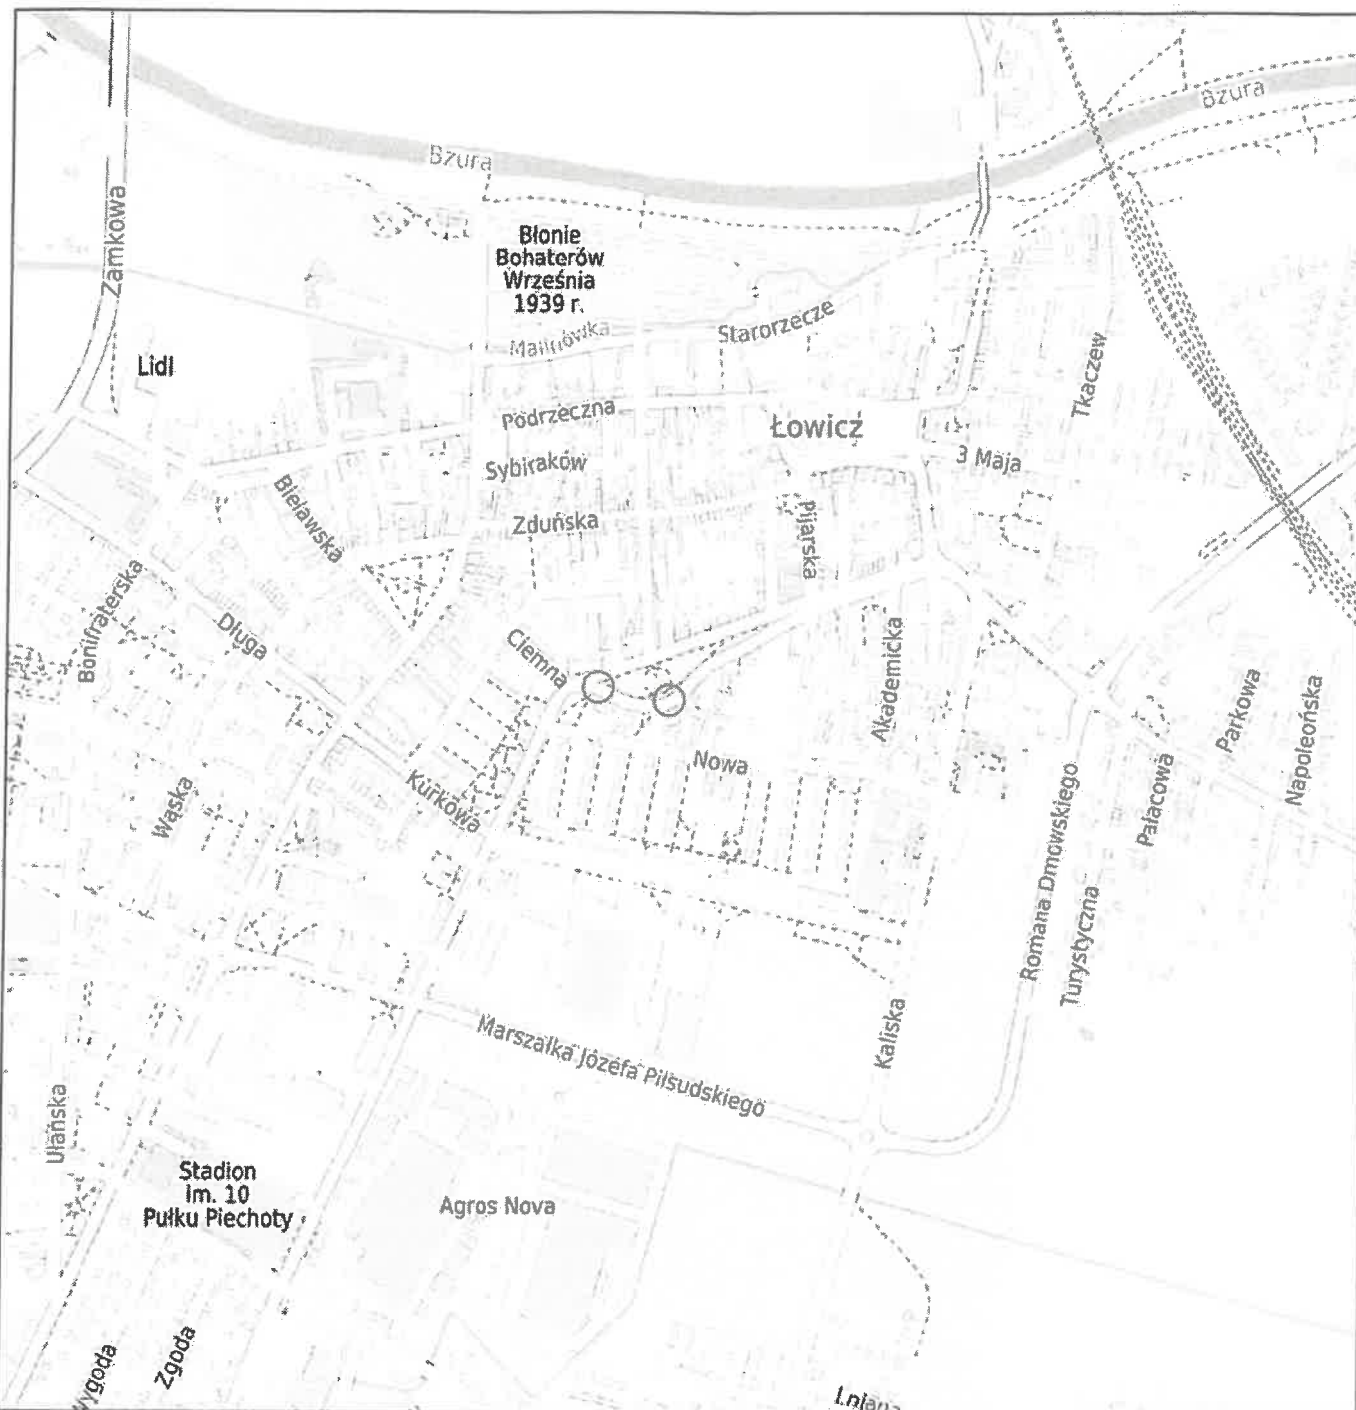 Bzura
Bzura
Zamkowa
Błonie
Bohaterów
Września
1939 r.
Malinówka
Starorzecze
Lidl
Tkaczew
Podrzeczna
Łowicz
3 Maja
Sybiraków
Bielawska
Zduńska
Pijarska
Bonifraterska
Długa
Ciemna
Akademicka
Parkowa
Napoleońska
Nowa
Kurkowa
Wąska
Romana Dmowskiego
Pałacowa
Turystyczna
Kaliska
Marszałka Józefa Piłsudskiego
Ułańska
Stadion
im. 10
Pułku Piechoty
Agros Nova
Zgoda